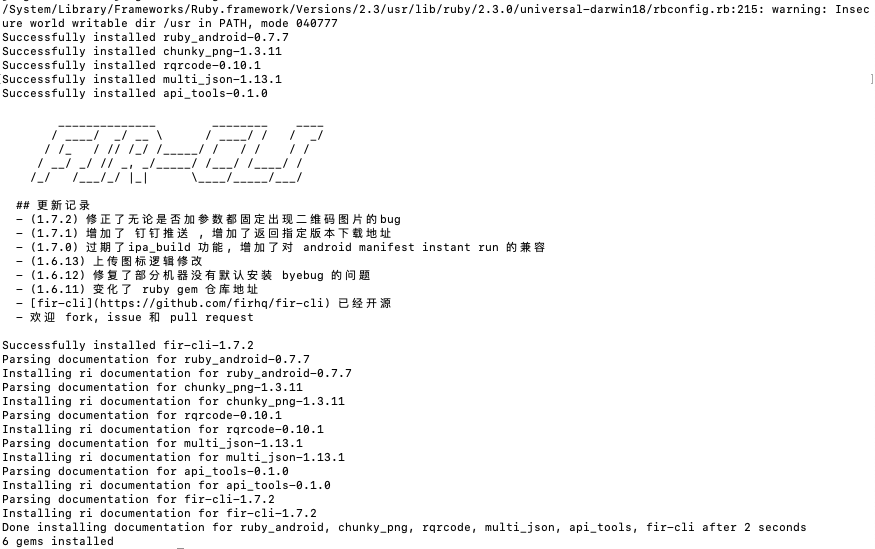 /System/Library/Frameworks/Ruby.framework/Versions/2.3/usr/lib/ruby/2.3.0/universal-darwin18/rbconfig.rb:215: warning: Insec
ure world writable dir /usr in PATH, mode 040777
Successfully installed ruby_android-0.7.7
Successfully installed chunky_png-1.3.11
Successfully installed rqrcode-0.10.1
Successfully installed multi_json-1.13.1
Successfully installed api_tools-0.1.0
FIR-CLI
## 更新记录
- (1.7.2) 修正了无论是否加参数都固定出现二维码图片的bug
- (1.7.1) 增加了 钉钉推送 , 增加了返回指定版本下载地址
- (1.7.0) 过期了ipa_build 功能, 增加了对 android manifest instant run 的兼容
- (1.6.13) 上传图标逻辑修改
- (1.6.12) 修复了部分机器没有默认安装 byebug 的问题
- (1.6.11) 变化了 ruby gem 仓库地址
- [fir-cli](https://github.com/firhq/fir-cli) 已经开源
- 欢迎 fork, issue 和 pull request
Successfully installed fir-cli-1.7.2
Parsing documentation for ruby_android-0.7.7
Installing ri documentation for ruby_android-0.7.7
Parsing documentation for chunky_png-1.3.11
Installing ri documentation for chunky_png-1.3.11
Parsing documentation for rqrcode-0.10.1
Installing ri documentation for rqrcode-0.10.1
Parsing documentation for multi_json-1.13.1
Installing ri documentation for multi_json-1.13.1
Parsing documentation for api_tools-0.1.0
Installing ri documentation for api_tools-0.1.0
Parsing documentation for fir-cli-1.7.2
Installing ri documentation for fir-cli-1.7.2
Done installing documentation for ruby_android, chunky_png, rqrcode, multi_json, api_tools, fir-cli after 2 seconds
6 gems installed